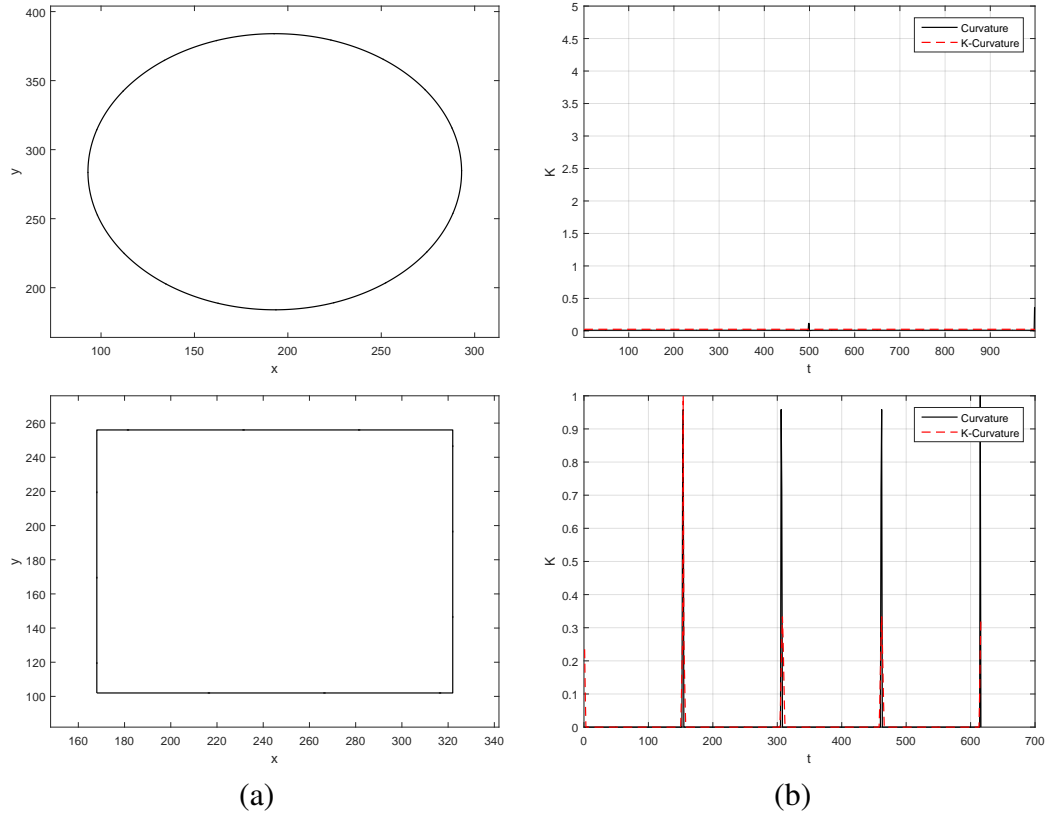 400
350
300
250
200
y
100 150 200 250 300
x
5
4.5
4
3.5
3
2.5
2
1.5
1
0.5
0
K
100 200 300 400 500 600 700 800 900
t
Curvature
K-Curvature
260
240
220
200
180
160
140
120
100
y
160 180 200 220 240 260 280 300 320 340
x
1
0.9
0.8
0.7
0.6
0.5
0.4
0.3
0.2
0.1
0
K
0 100 200 300 400 500 600 700
t
Curvature
K-Curvature
(a) (b)